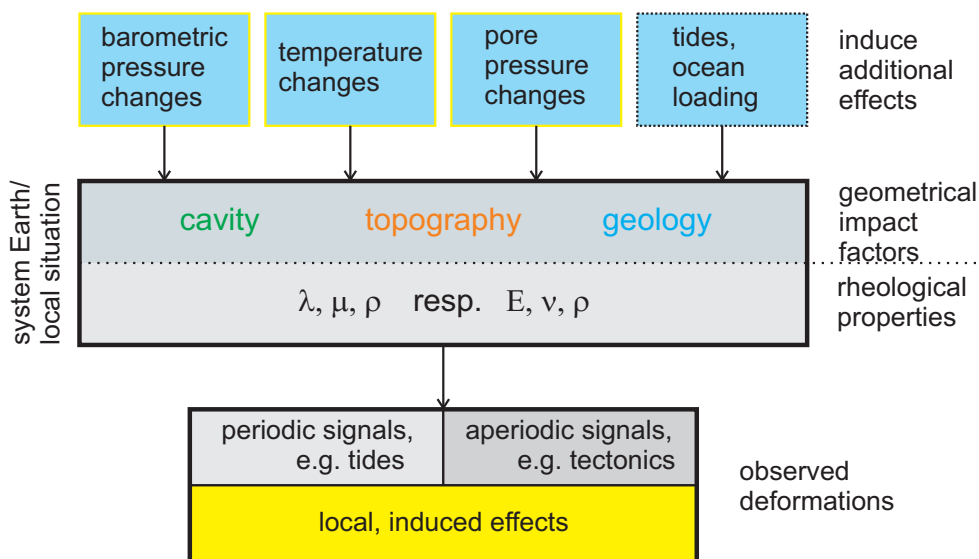 barometric
pressure
changes
temperature
changes
pore
pressure
changes
tides,
ocean
loading
induce
additional
effects
system Earth/
local situation
cavity
topography
geology
geometrical
impact
factors
λ, μ, ρ resp. E, ν, ρ
rheological
properties
periodic signals,
e.g. tides
aperiodic signals,
e.g. tectonics
local, induced effects
observed
deformations